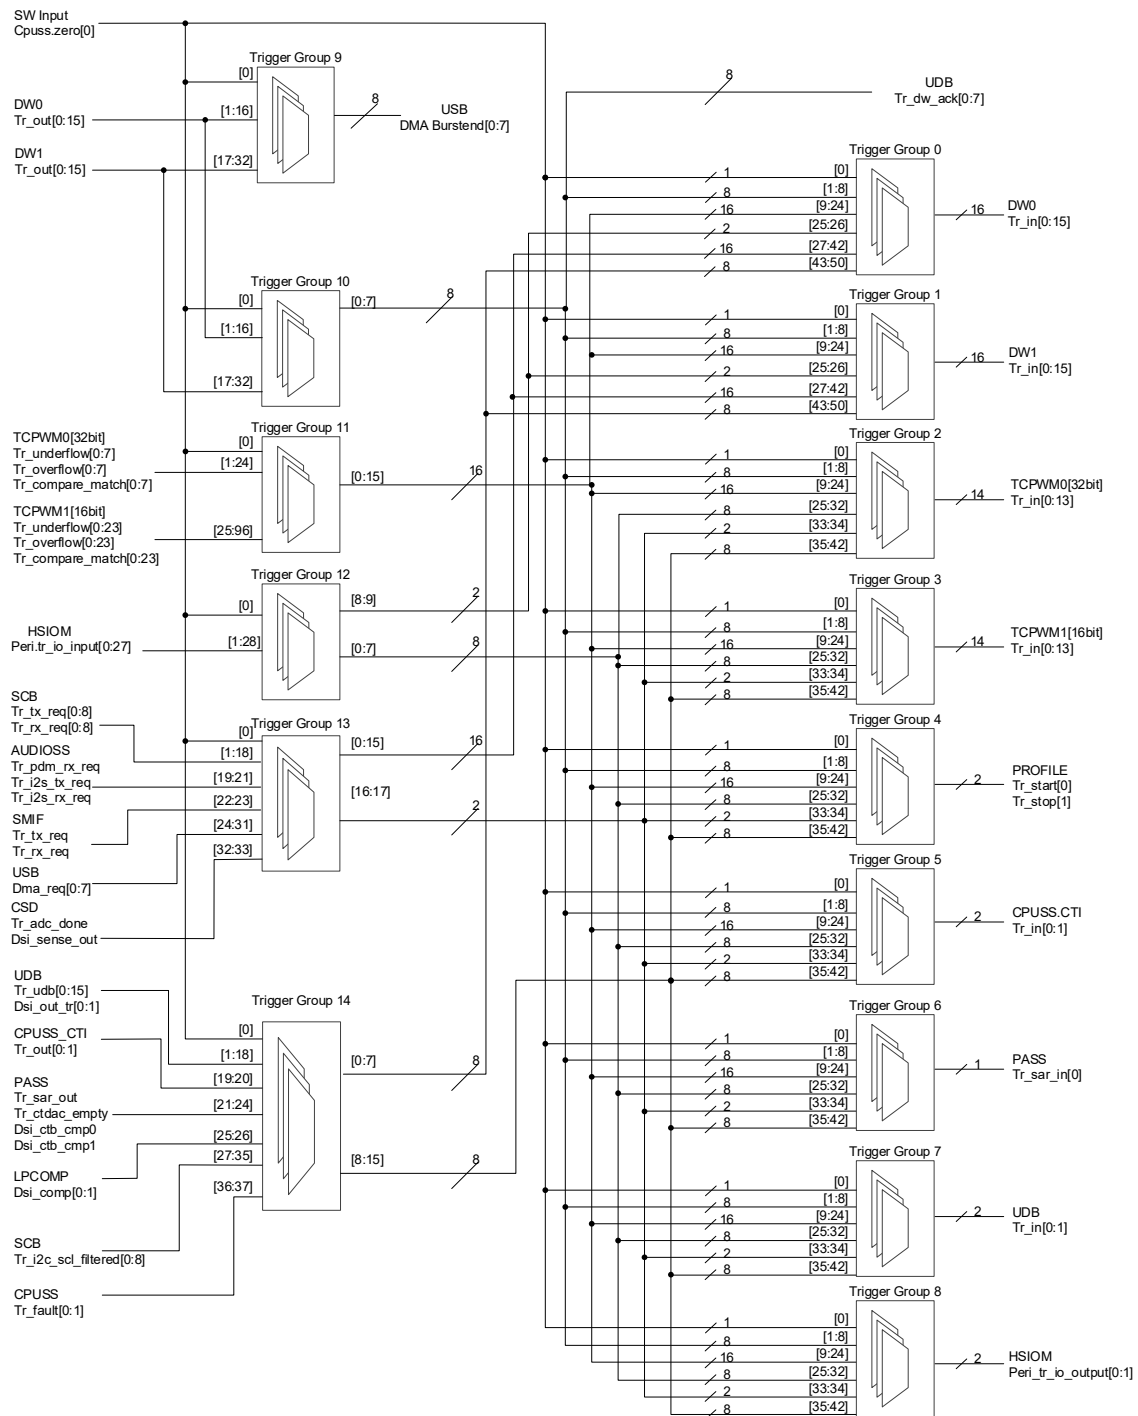 SW Input
Cpuss.zero[0]
Trigger Group 9
[0]
DW0
Tr_out[0:15]
[1:16]
8
USB
DMA Burstend[0:7]
DW1
Tr_out[0:15]
[17:32]
8
UDB
Tr_dw_ack[0:7]
Trigger Group 10
[0]
[0:7]
8
[1:16]
[17:32]
Trigger Group 11
TCPWM0[32bit]
Tr_underflow[0:7]
Tr_overflow[0:7]
Tr_compare_match[0:7]
[0]
[1:24]
[0:15]
16
TCPWM1[16bit]
Tr_underflow[0:23]
Tr_overflow[0:23]
Tr_compare_match[0:23]
[25:96]
Trigger Group 12
[0]
[8:9]
2
HSIOM
Peri.tr_io_input[0:27]
[1:28]
[0:7]
8
SCB
Tr_tx_req[0:8]
Tr_rx_req[0:8]
Trigger Group 13
[0]
[1:18]
[0:15]
16
AUDIOSS
Tr_pdm_rx_req
Tr_i2s_tx_req
Tr_i2s_rx_req
[19:21]
[16:17]
2
SMIF
Tr_tx_req
Tr_rx_req
[22:23]
[24:31]
[32:33]
USB
Dma_req[0:7]
CSD
Tr_adc_done
Dsi_sense_out
UDB
Tr_udb[0:15]
Dsi_out_tr[0:1]
Trigger Group 14
[0]
CPUSS_CTI
Tr_out[0:1]
[1:18]
[19:20]
[0:7]
8
PASS
Tr_sar_out
Tr_ctdac_empty
Dsi_ctb_cmp0
Dsi_ctb_cmp1
[21:24]
[25:26]
[27:35]
[36:37]
[8:15]
8
LPCOMP
Dsi_comp[0:1]
SCB
Tr_i2c_scl_filtered[0:8]
CPUSS
Tr_fault[0:1]
Trigger Group 0
1 [0]
8 [1:8]
16 [9:24]
2 [25:26]
16 [27:42]
8 [43:50]
16
DW0
Tr_in[0:15]
Trigger Group 1
1 [0]
8 [1:8]
16 [9:24]
2 [25:26]
16 [27:42]
8 [43:50]
16
DW1
Tr_in[0:15]
Trigger Group 2
1 [0]
8 [1:8]
16 [9:24]
8 [25:32]
2 [33:34]
8 [35:42]
14
TCPWM0[32bit]
Tr_in[0:13]
Trigger Group 3
1 [0]
8 [1:8]
16 [9:24]
8 [25:32]
2 [33:34]
8 [35:42]
14
TCPWM1[16bit]
Tr_in[0:13]
Trigger Group 4
1 [0]
8 [1:8]
16 [9:24]
8 [25:32]
2 [33:34]
8 [35:42]
2
PROFILE
Tr_start[0]
Tr_stop[1]
Trigger Group 5
1 [0]
8 [1:8]
16 [9:24]
8 [25:32]
2 [33:34]
8 [35:42]
2
CPUSS.CTI
Tr_in[0:1]
Trigger Group 6
1 [0]
8 [1:8]
16 [9:24]
8 [25:32]
2 [33:34]
8 [35:42]
1
PASS
Tr_sar_in[0]
Trigger Group 7
1 [0]
8 [1:8]
16 [9:24]
8 [25:32]
2 [33:34]
8 [35:42]
2
UDB
Tr_in[0:1]
Trigger Group 8
1 [0]
8 [1:8]
16 [9:24]
8 [25:32]
2 [33:34]
8 [35:42]
2
HSIOM
Peri_tr_io_output[0:1]